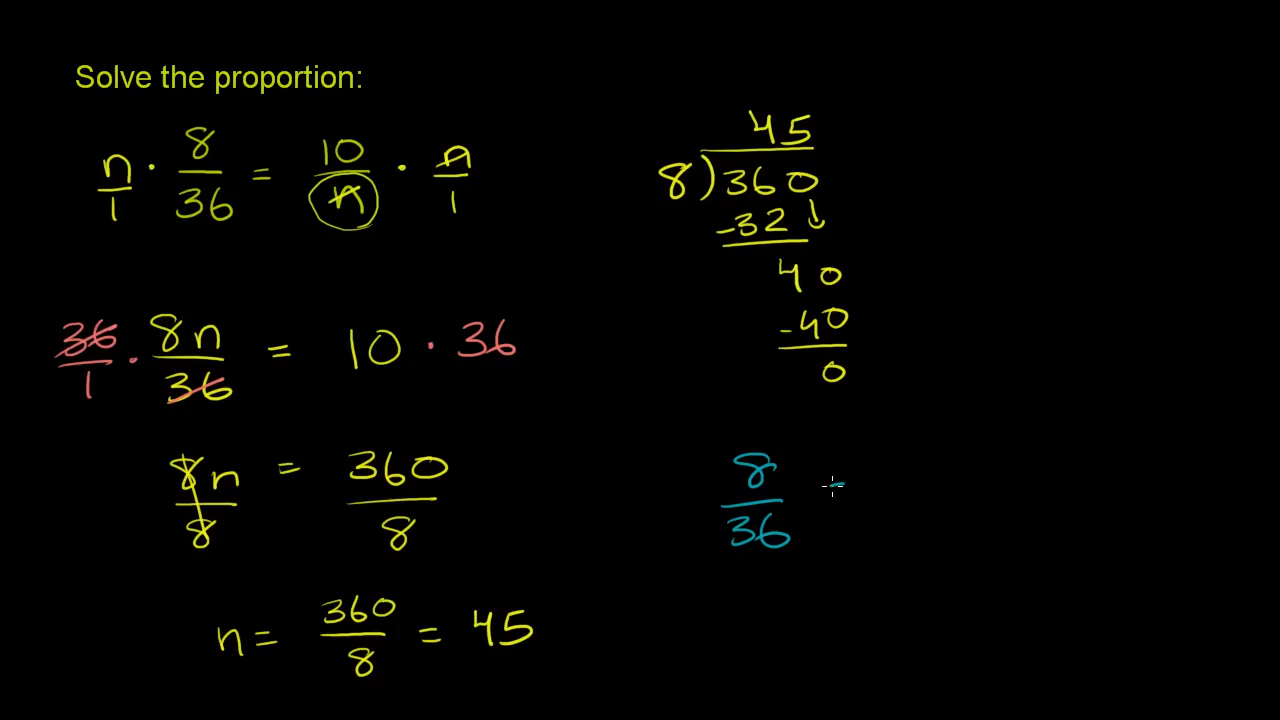 Solve the proportion:
n/1 · 8/36 = 10/n · n/1
36/1 · 8n/36 = 10 · 36
8n/8 = 360/8
n = 360/8 = 45
45
8)360
-32↓
40
-40
0
8/36 =